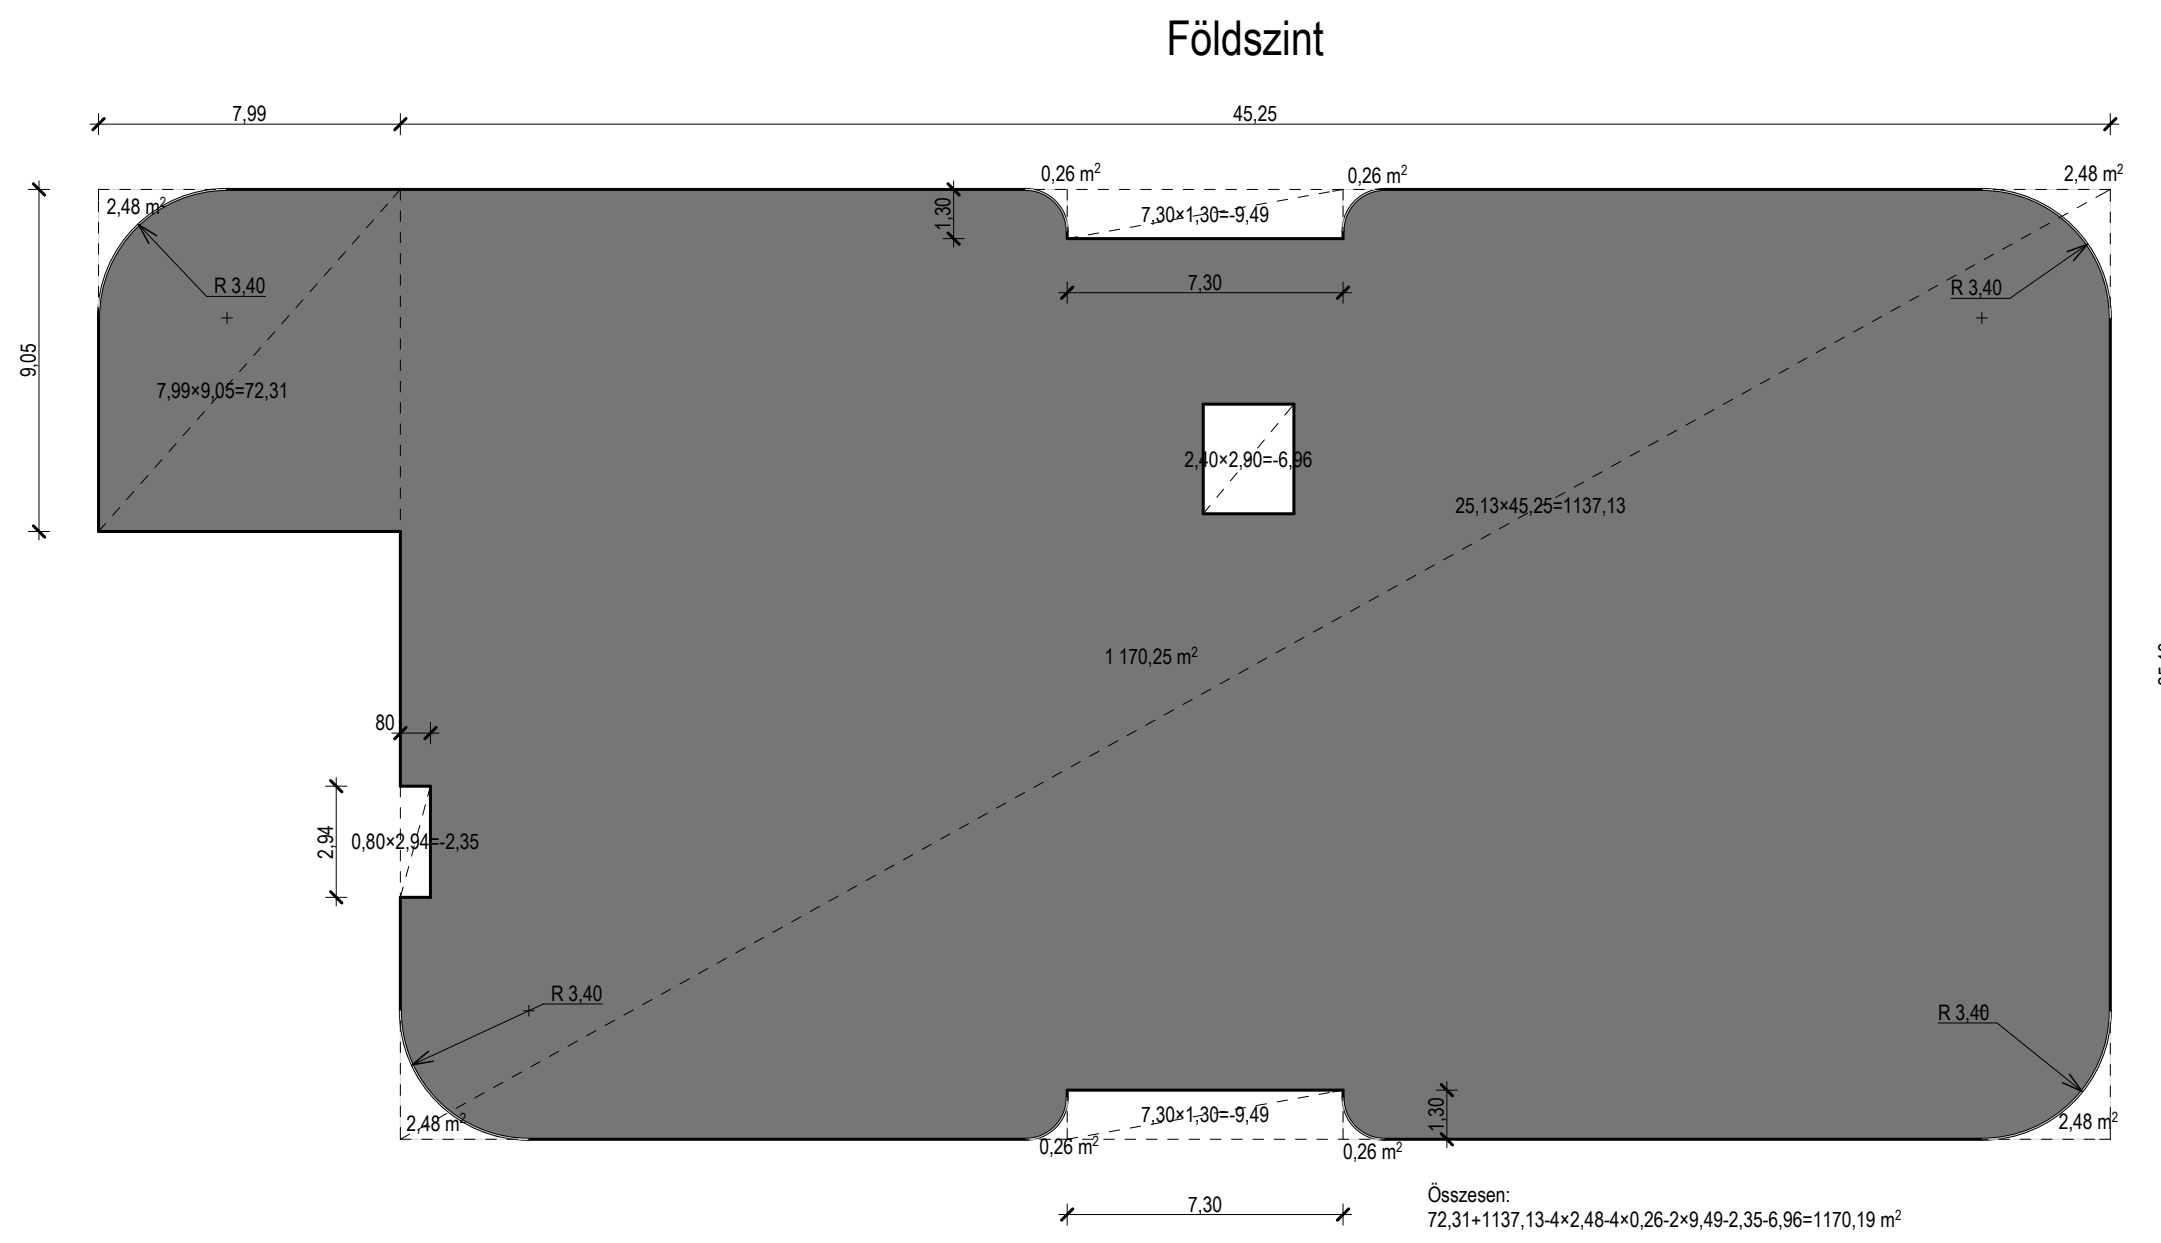 Földszint
7,99
45,25
0,26 m²
0,26 m²
2,48 m²
2,48 m²
1,30
7,30×1,30=-9,49
R 3,40
7,30
R 3,40
9,05
7,99×9,05=72,31
2,40×2,90=-6,96
25,13×45,25=1137,13
1 170,25 m²
80
2,94
0,80×2,94=-2,35
R 3,40
R 3,40
7,30×1,30=-9,49
1,30
2,48 m²
2,48 m²
0,26 m²
0,26 m²
7,30
Összesen:
72,31+1137,13-4×2,48-4×0,26-2×9,49-2,35-6,96=1170,19 m²